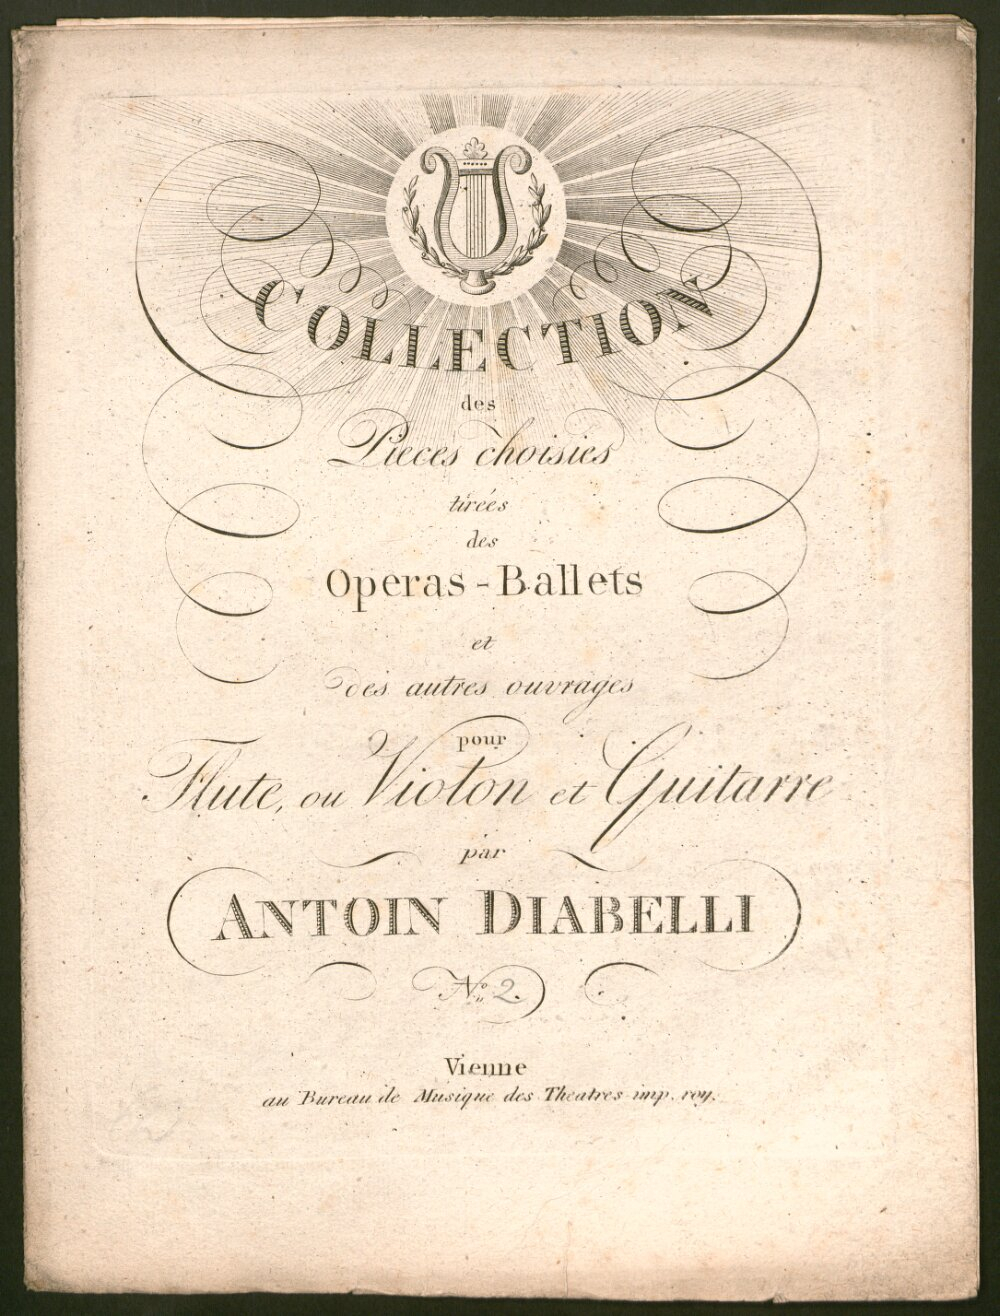 COLLECTION
des
Pieces choisies
tirées
des
Operas-Ballets
et
des autres ouvrages
pour
Flute, ou Violon et Guitarre
par
ANTOIN DIABELLI
No. 2.
Vienne
au Bureau de Musique des Theatres imp. roy.